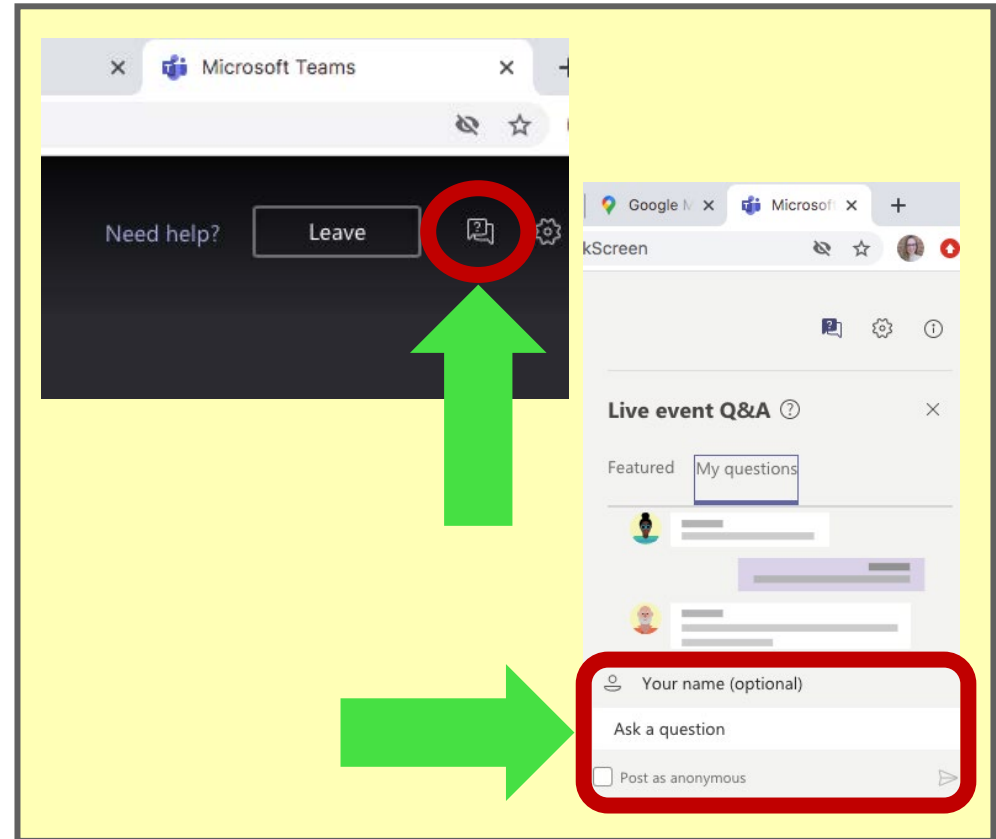 Microsoft Teams
Need help?
Leave
Google M
Microsoft
kScreen
Live event Q&A
Featured
My questions
Your name (optional)
Ask a question
Post as anonymous